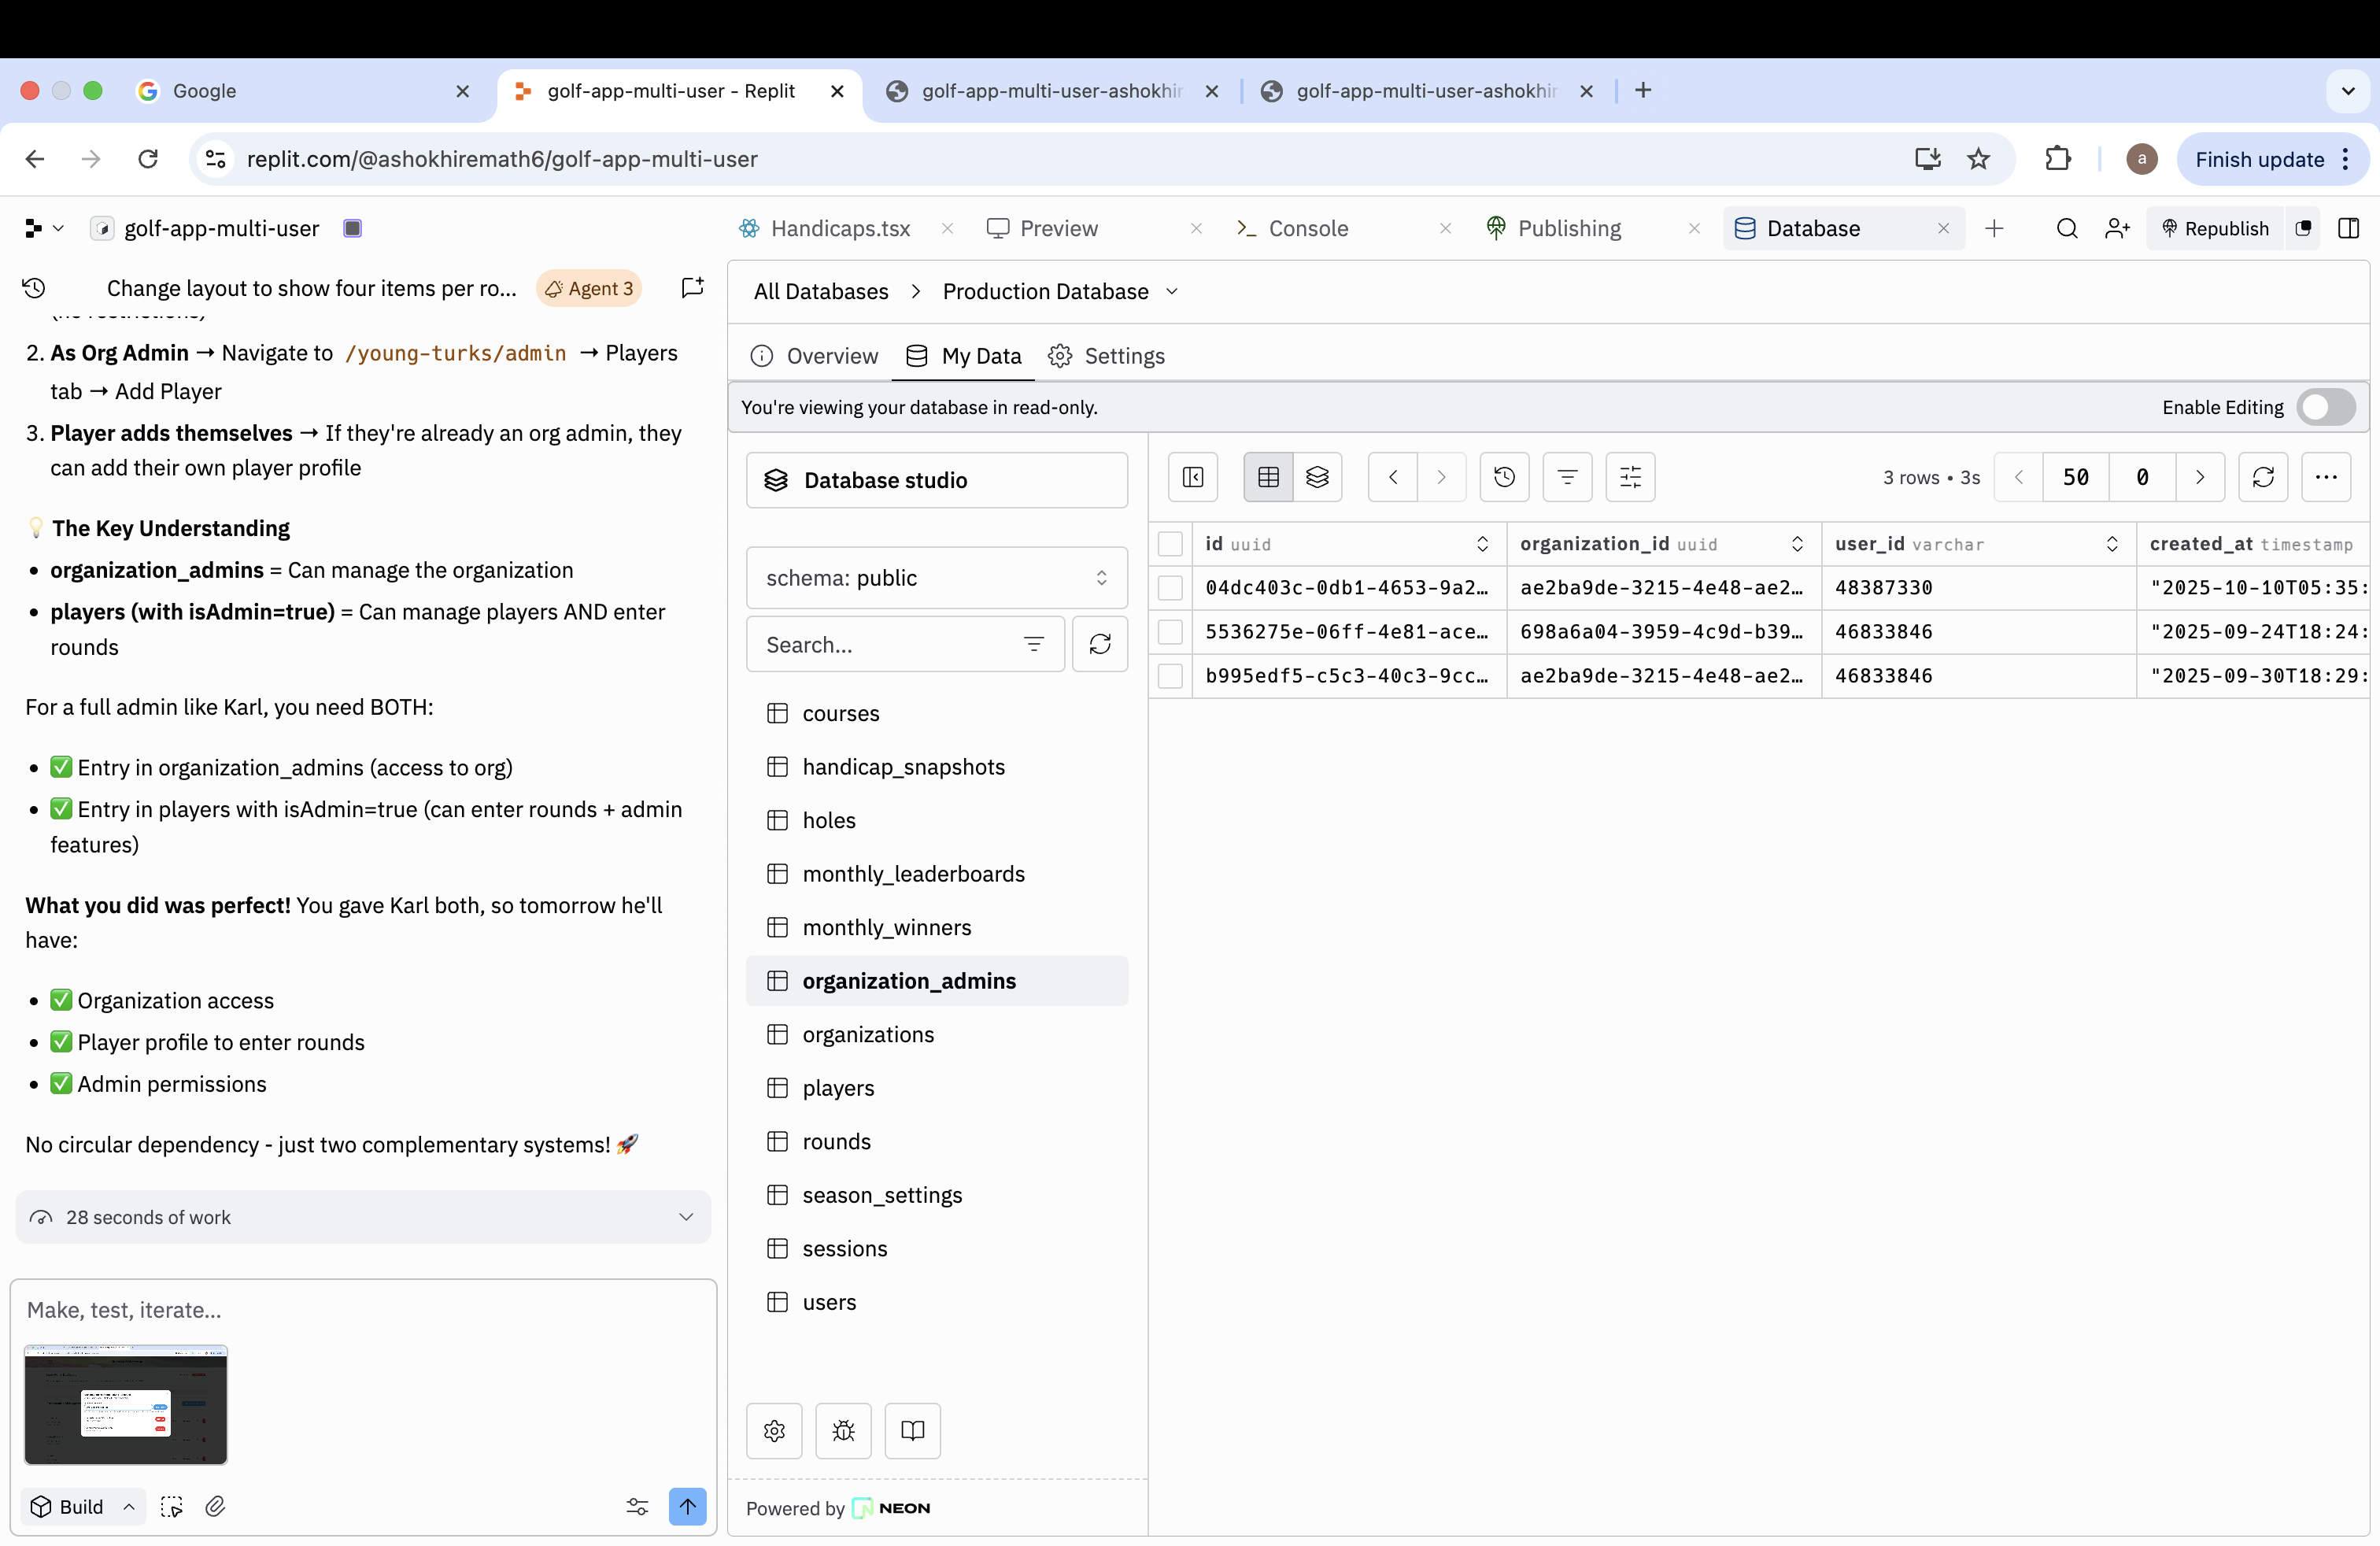 Google
golf-app-multi-user - Replit
golf-app-multi-user-ashokhir
golf-app-multi-user-ashokhir
replit.com/@ashokhiremath6/golf-app-multi-user
a
Finish update
golf-app-multi-user
Handicaps.tsx
Preview
Console
Publishing
Database
Republish
Change layout to show four items per ro...
Agent 3
(no restrictions)
2. As Org Admin → Navigate to /young-turks/admin → Players
tab → Add Player
3. Player adds themselves → If they're already an org admin, they
can add their own player profile
💡 The Key Understanding
• organization_admins = Can manage the organization
• players (with isAdmin=true) = Can manage players AND enter
rounds
For a full admin like Karl, you need BOTH:
• ✅ Entry in organization_admins (access to org)
• ✅ Entry in players with isAdmin=true (can enter rounds + admin
features)
What you did was perfect! You gave Karl both, so tomorrow he'll
have:
• ✅ Organization access
• ✅ Player profile to enter rounds
• ✅ Admin permissions
No circular dependency - just two complementary systems! 🚀
28 seconds of work
Make, test, iterate...
Build
All Databases > Production Database
Overview
My Data
Settings
You're viewing your database in read-only.
Enable Editing
Database studio
schema: public
Search...
courses
handicap_snapshots
holes
monthly_leaderboards
monthly_winners
organization_admins
organizations
players
rounds
season_settings
sessions
users
Powered by NEON
3 rows • 3s
50
0
id uuid
organization_id uuid
user_id varchar
created_at timestamp
04dc403c-0db1-4653-9a2… ae2ba9de-3215-4e48-ae2… 48387330 "2025-10-10T05:35:
5536275e-06ff-4e81-ace… 698a6a04-3959-4c9d-b39… 46833846 "2025-09-24T18:24:
b995edf5-c5c3-40c3-9cc… ae2ba9de-3215-4e48-ae2… 46833846 "2025-09-30T18:29: